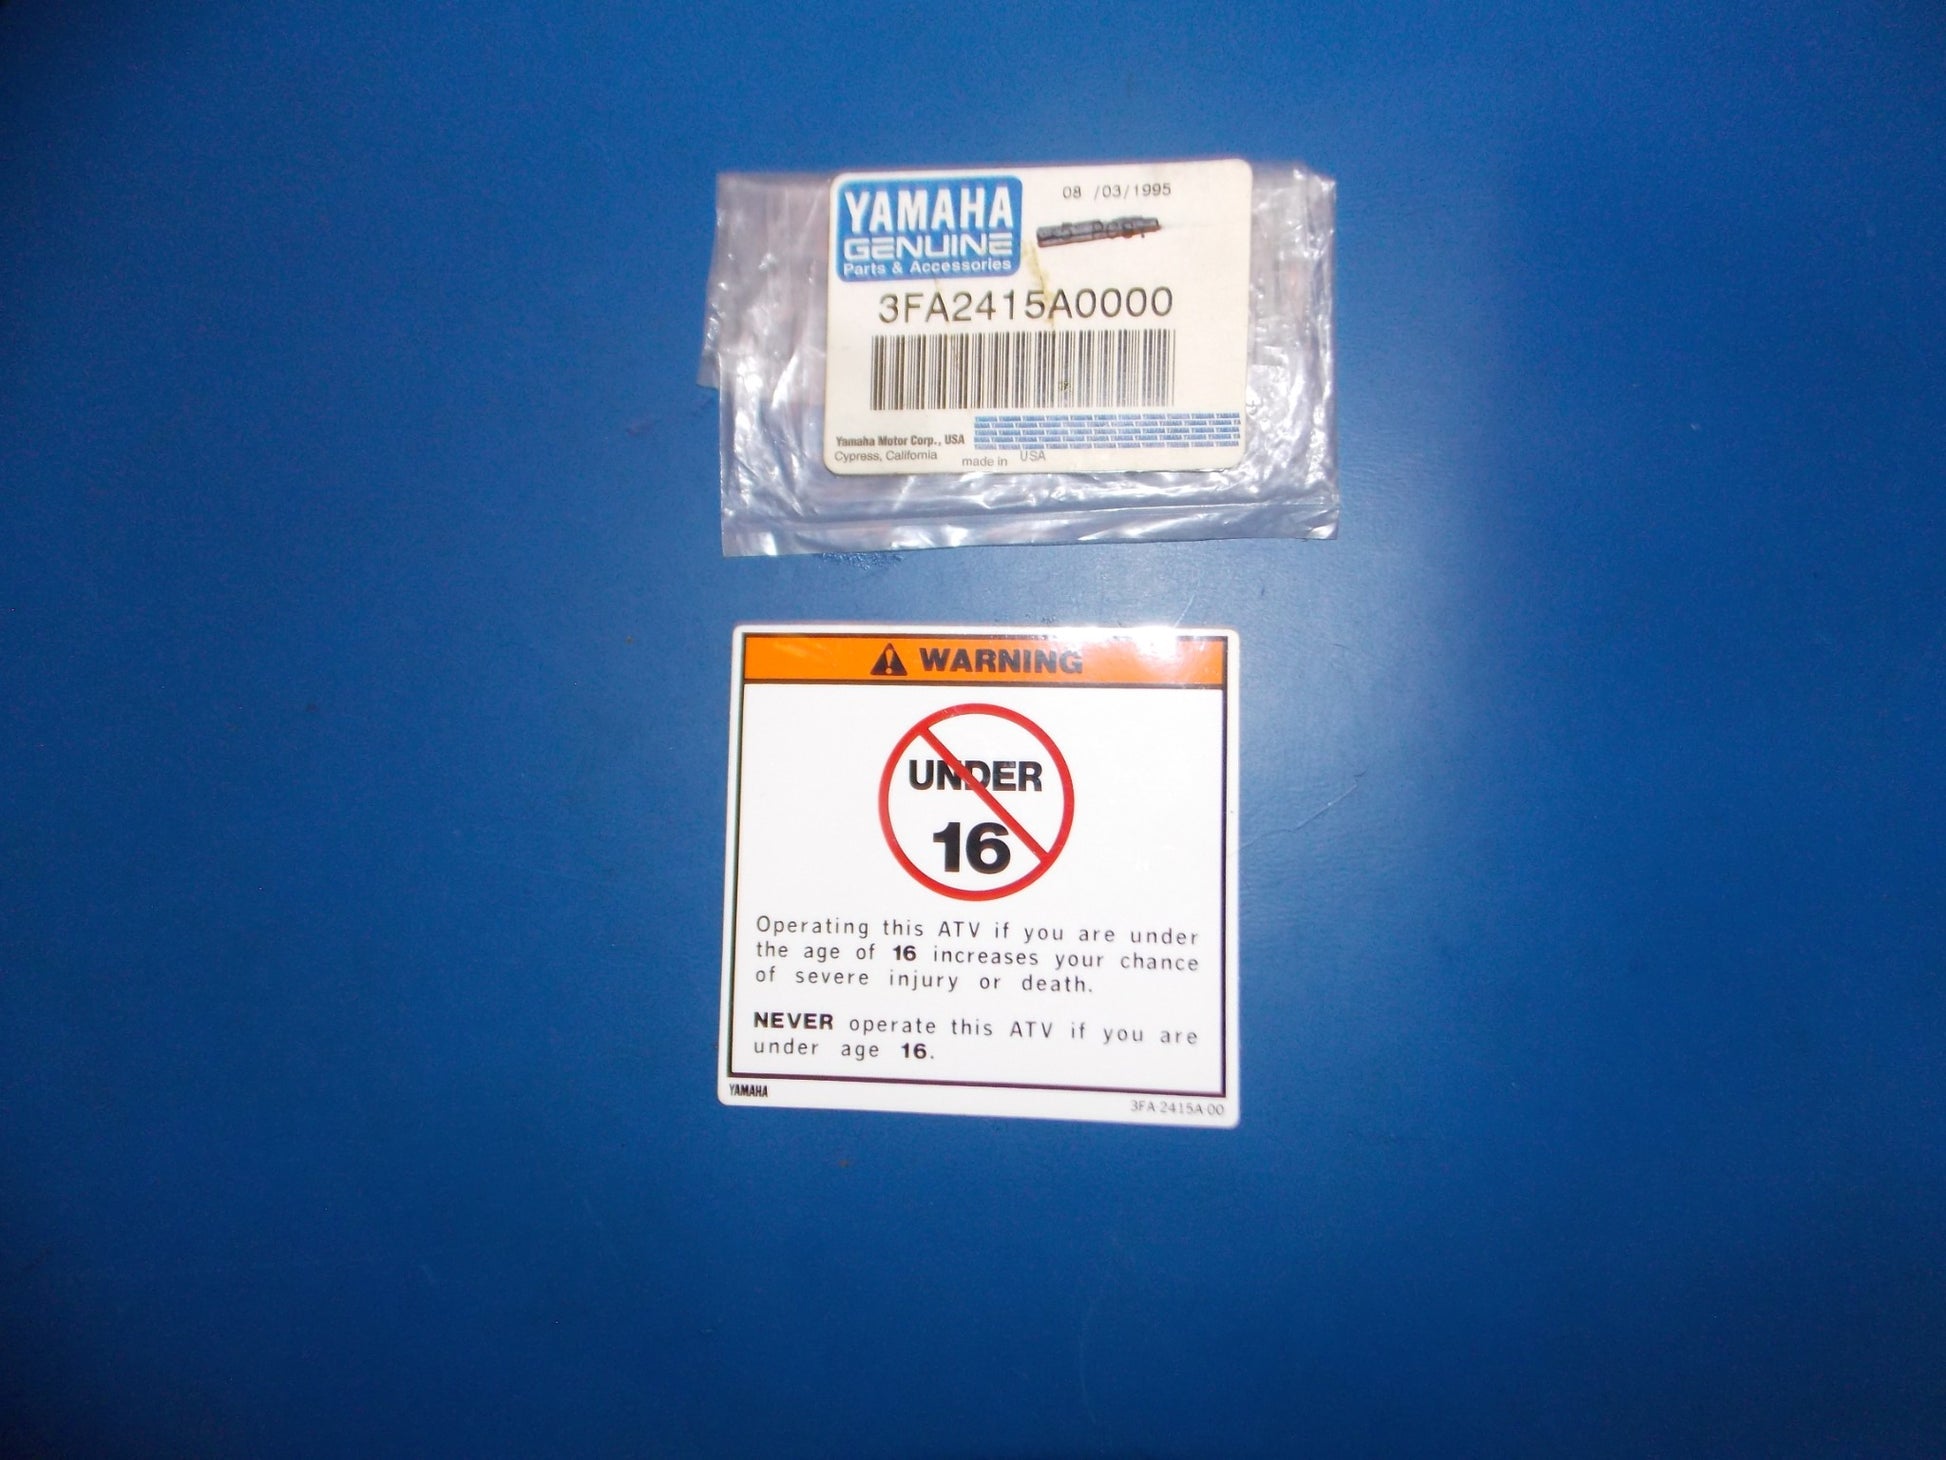 YAMAHA
GENUINE
Parts & Accessories
08 /03/1995
3FA2415A0000
Yamaha Motor Corp., USA
Cypress, California
made in USA
WARNING
UNDER
16
Operating this ATV if you are under
the age of 16 increases your chance
of severe injury or death.
NEVER operate this ATV if you are
under age 16.
YAMAHA
3FA-2415A-00